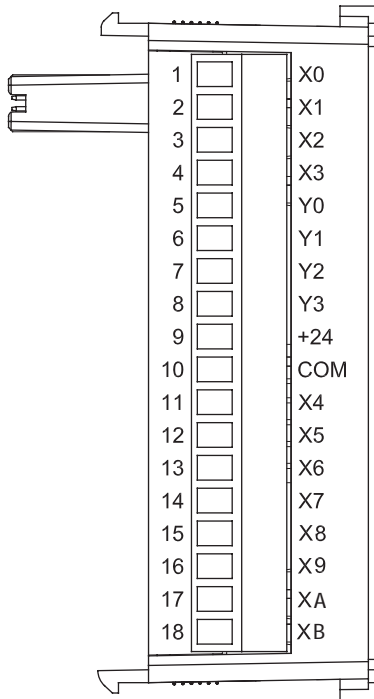 1 X0
2 X1
3 X2
4 X3
5 Y0
6 Y1
7 Y2
8 Y3
9 +24
10 COM
11 X4
12 X5
13 X6
14 X7
15 X8
16 X9
17 XA
18 XB